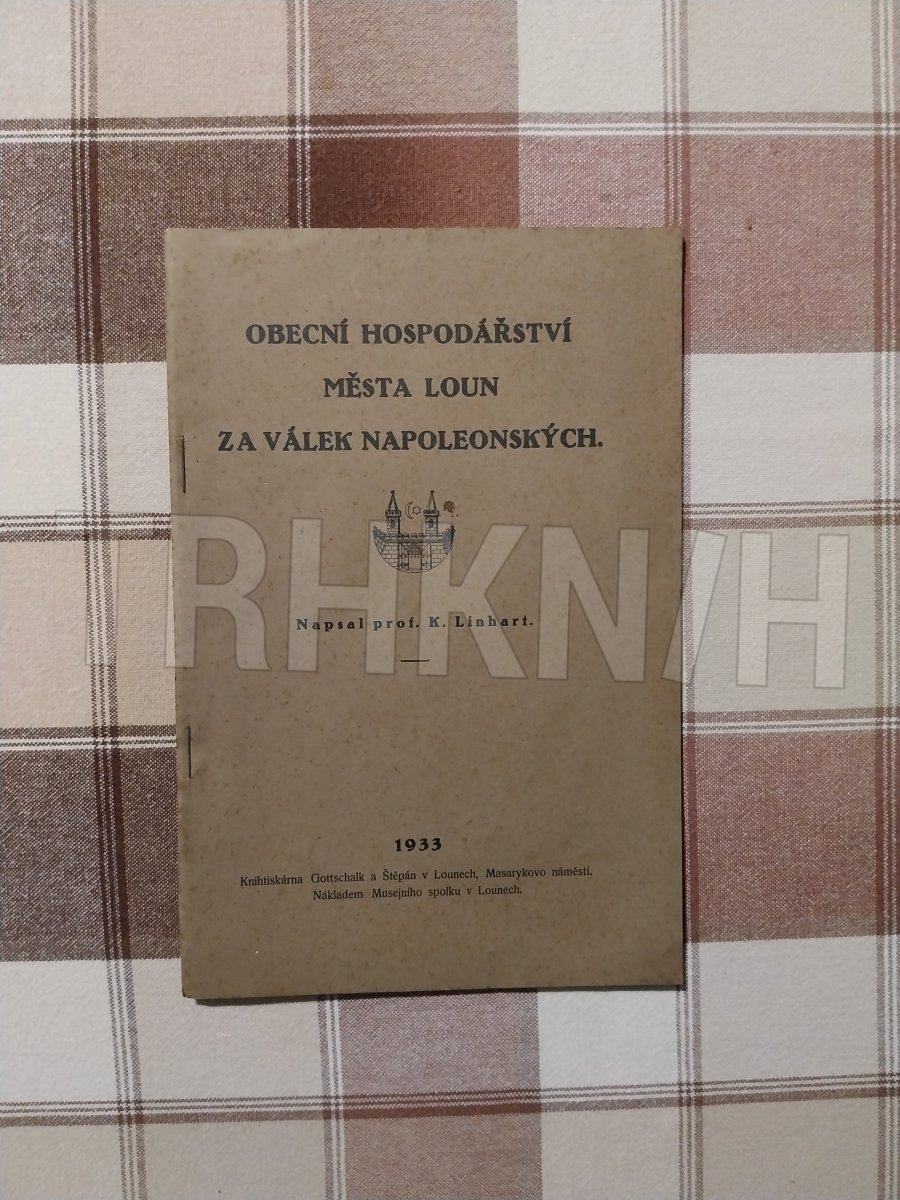 OBECNÍ HOSPODÁŘSTVÍ
MĚSTA LOUN
ZA VÁLEK NAPOLEONSKÝCH.
TRHKN/H
Napsal prof. K. Linhart.
1933
Knihtiskárna Gottschalk a Štěpán v Lounech, Masarykovo náměstí.
Nákladem Musejního spolku v Lounech.